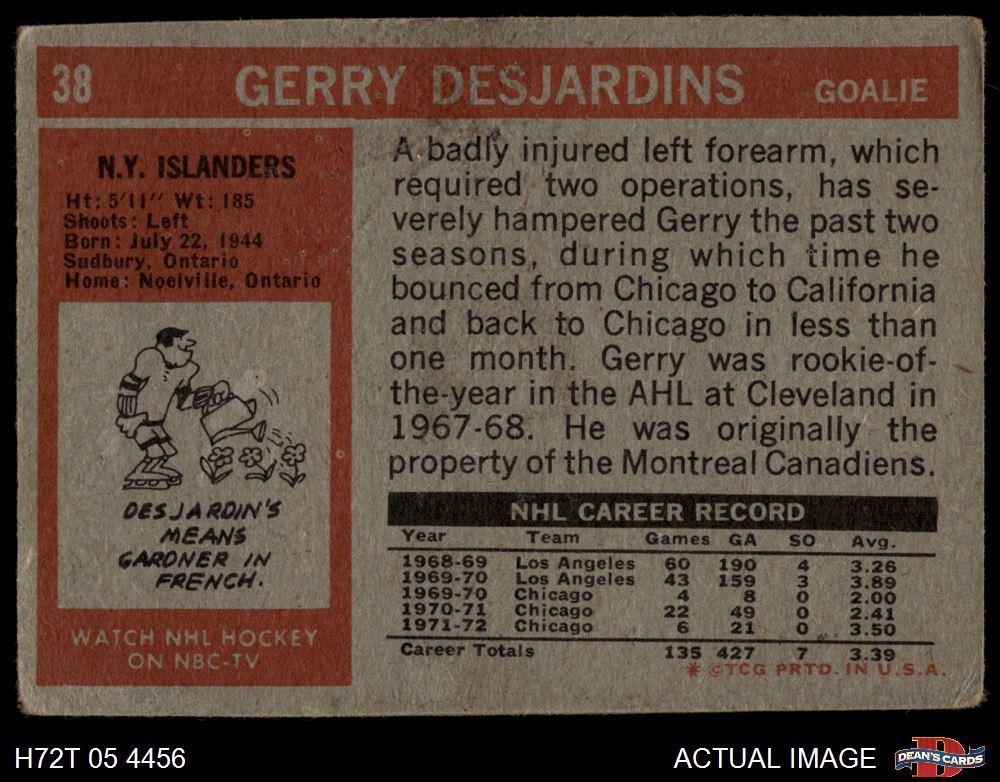 38 GERRY DESJARDINS GOALIE
N.Y. ISLANDERS
Ht: 5'11" Wt: 185
Shoots: Left
Born: July 22, 1944
Sudbury, Ontario
Home: Noelville, Ontario
DESJARDIN'S
MEANS
GARDNER IN
FRENCH.
WATCH NHL HOCKEY
ON NBC-TV
A badly injured left forearm, which
required two operations, has se-
verely hampered Gerry the past two
seasons, during which time he
bounced from Chicago to California
and back to Chicago in less than
one month. Gerry was rookie-of-
the-year in the AHL at Cleveland in
1967-68. He was originally the
property of the Montreal Canadiens.
NHL CAREER RECORD
Year Team Games GA SO Avg.
1968-69 Los Angeles 60 190 4 3.26
1969-70 Los Angeles 43 159 3 3.89
1969-70 Chicago 4 8 0 2.00
1970-71 Chicago 22 49 0 2.41
1971-72 Chicago 6 21 0 3.50
Career Totals 135 427 7 3.39
* ©TCG PRTD. IN U.S.A.
H72T 05 4456 ACTUAL IMAGE D DEAN'S CARDS